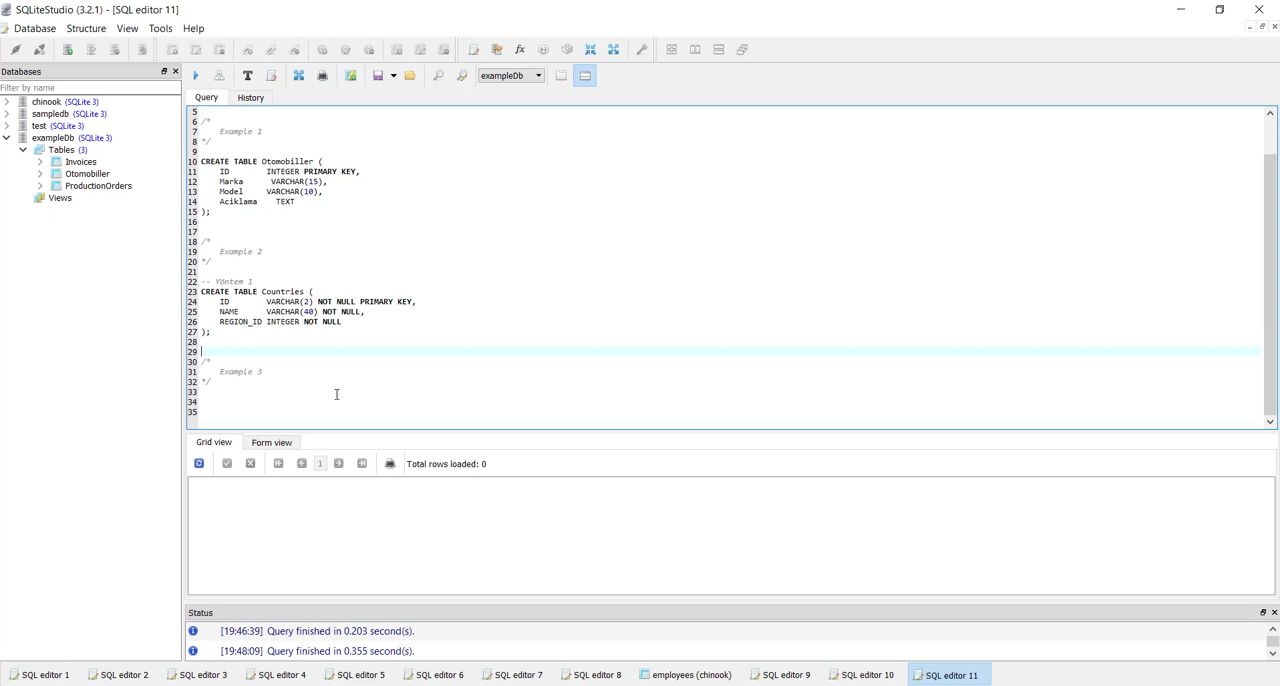 SQLiteStudio (3.2.1) - [SQL editor 11]
Database Structure View Tools Help
Databases
Filter by name
chinook (SQLite 3)
sampledb (SQLite 3)
test (SQLite 3)
exampleDb (SQLite 3)
Tables (3)
Invoices
Otomobiller
ProductionOrders
Views
exampleDb
Query History
5
6 /*
7 Example 1
8 */
9
10 CREATE TABLE Otomobiller (
11 ID INTEGER PRIMARY KEY,
12 Marka VARCHAR(15),
13 Model VARCHAR(10),
14 Aciklama TEXT
15 );
16
17
18 /*
19 Example 2
20 */
21
22 -- Yöntem 1
23 CREATE TABLE Countries (
24 ID VARCHAR(2) NOT NULL PRIMARY KEY,
25 NAME VARCHAR(40) NOT NULL,
26 REGION_ID INTEGER NOT NULL
27 );
28
29
30 /*
31 Example 3
32 */
33
34
35
Grid view Form view
1 Total rows loaded: 0
Status
[19:46:39] Query finished in 0.203 second(s).
[19:48:09] Query finished in 0.355 second(s).
SQL editor 1 SQL editor 2 SQL editor 3 SQL editor 4 SQL editor 5 SQL editor 6 SQL editor 7 SQL editor 8 employees (chinook) SQL editor 9 SQL editor 10 SQL editor 11